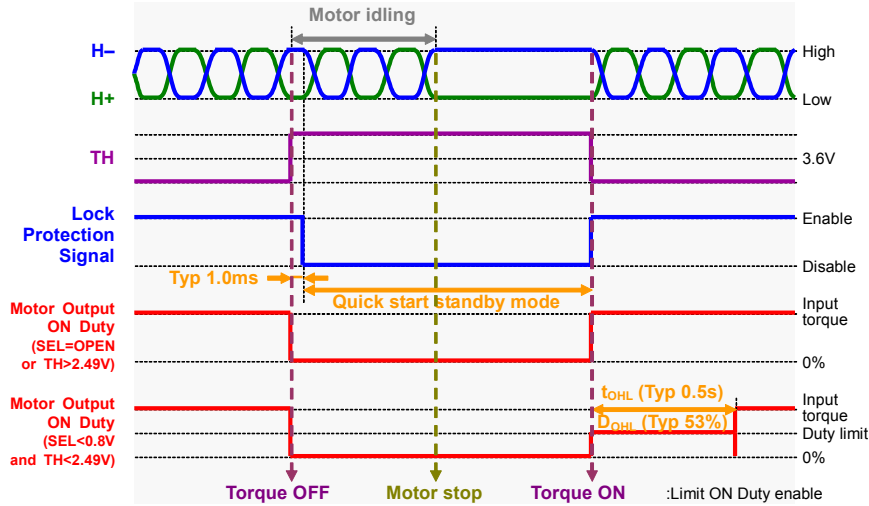 Motor idling
H–
High
H+
Low
TH
3.6V
Lock
Protection
Signal
Enable
Disable
Typ 1.0ms
Quick start standby mode
Motor Output
ON Duty
(SEL=OPEN
or TH>2.49V)
Input
torque
0%
Motor Output
ON Duty
(SEL<0.8V
and TH<2.49V)
tOHL (Typ 0.5s)
DOHL (Typ 53%)
Input
torque
Duty limit
0%
Torque OFF
Motor stop
Torque ON
:Limit ON Duty enable